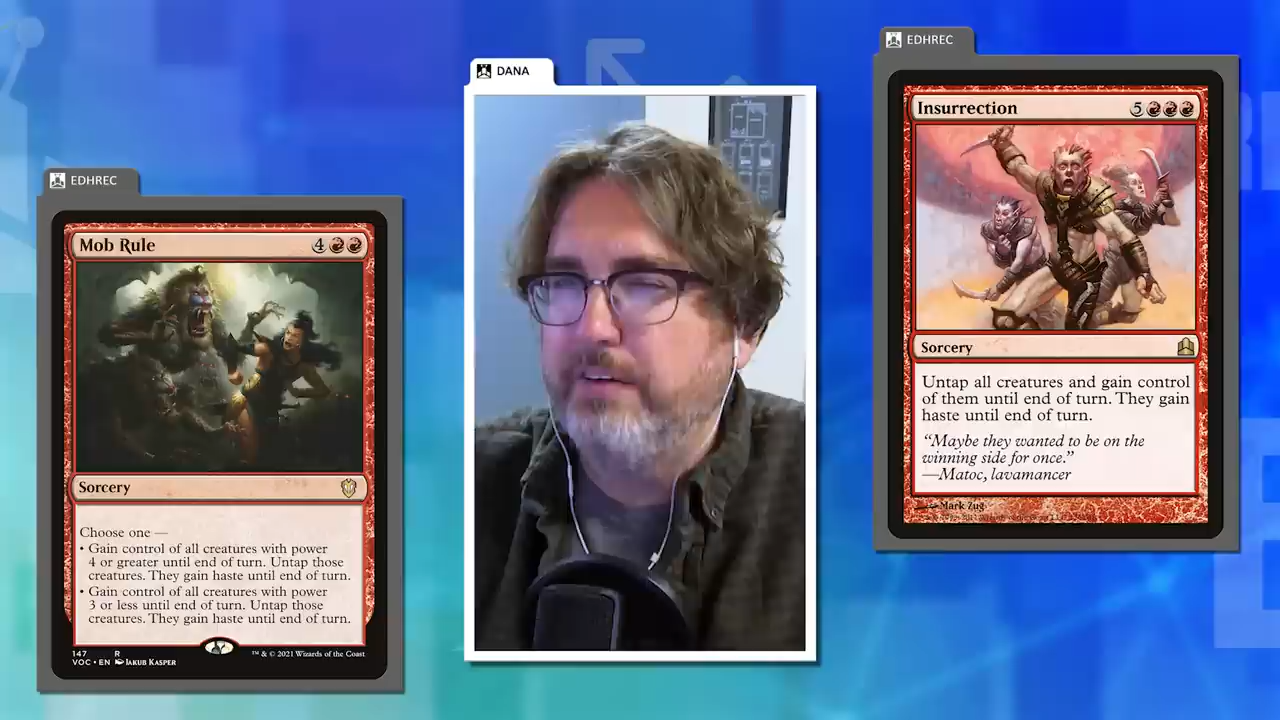 EDHREC
Mob Rule 4
Sorcery
Choose one —
• Gain control of all creatures with power
4 or greater until end of turn. Untap those
creatures. They gain haste until end of turn.
• Gain control of all creatures with power
3 or less until end of turn. Untap those
creatures. They gain haste until end of turn.
147 R
VOC • EN JAKUB KASPER
™ & © 2021 Wizards of the Coast
DANA
EDHREC
Insurrection 5
Sorcery
Untap all creatures and gain control
of them until end of turn. They gain
haste until end of turn.
“Maybe they wanted to be on the
winning side for once.”
—Matoc, lavamancer
Mark Zug